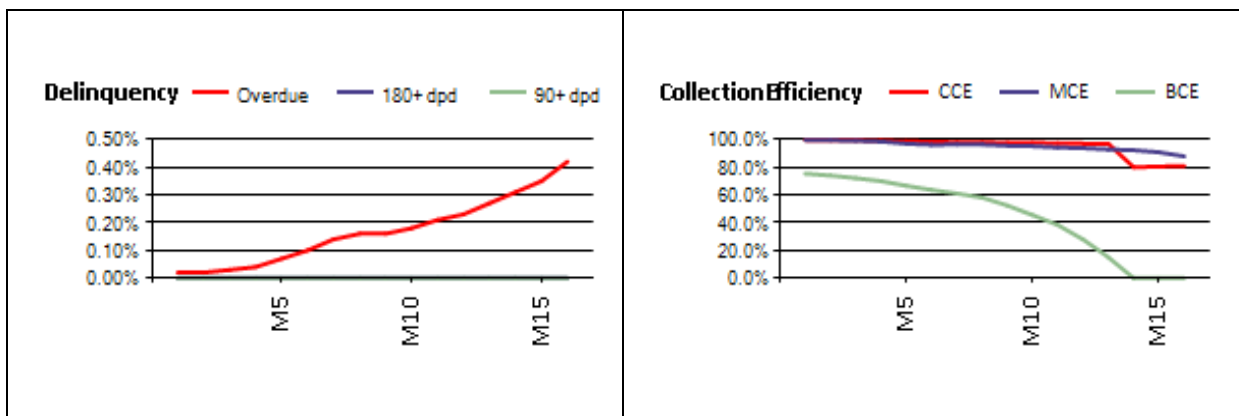 Delinquency Overdue 180+ dpd 90+ dpd
0.50%
0.40%
0.30%
0.20%
0.10%
0.00%
M5
M10
M15
CollectionEfficiency CCE MCE BCE
100.0%
80.0%
60.0%
40.0%
20.0%
0.0%
M5
M10
M15